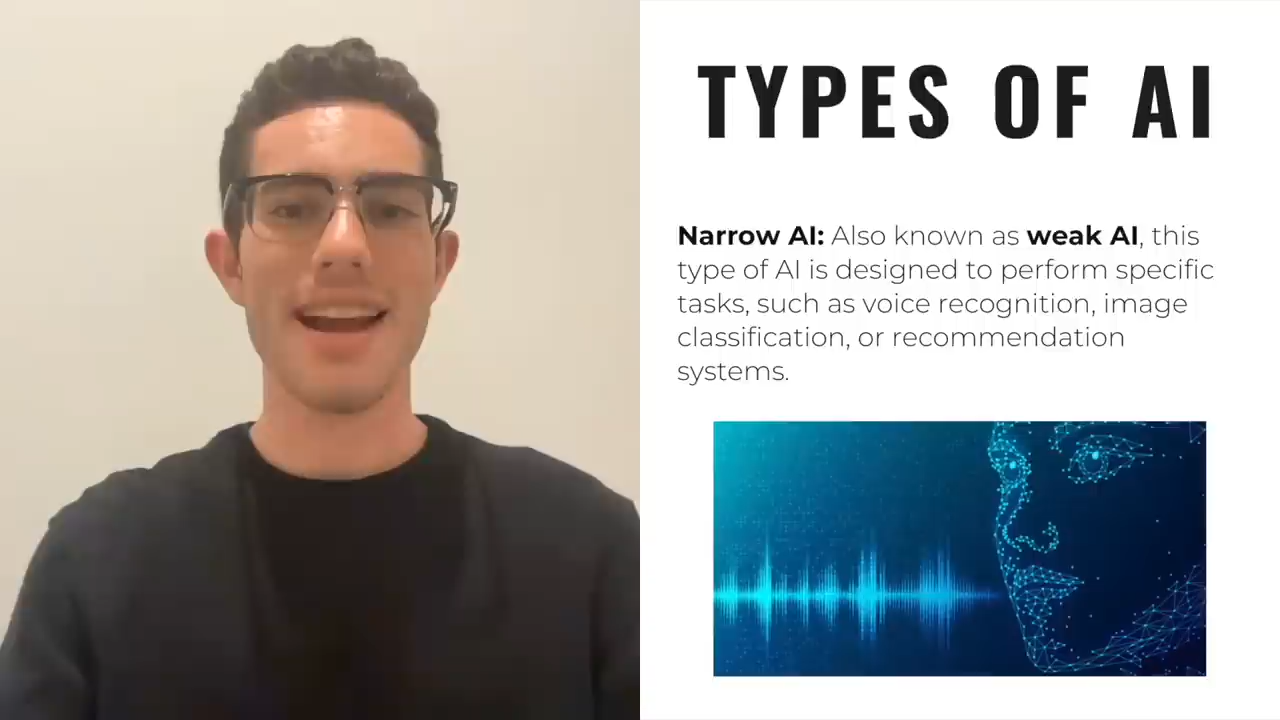 TYPES OF AI
Narrow AI: Also known as weak AI, this
type of AI is designed to perform specific
tasks, such as voice recognition, image
classification, or recommendation
systems.